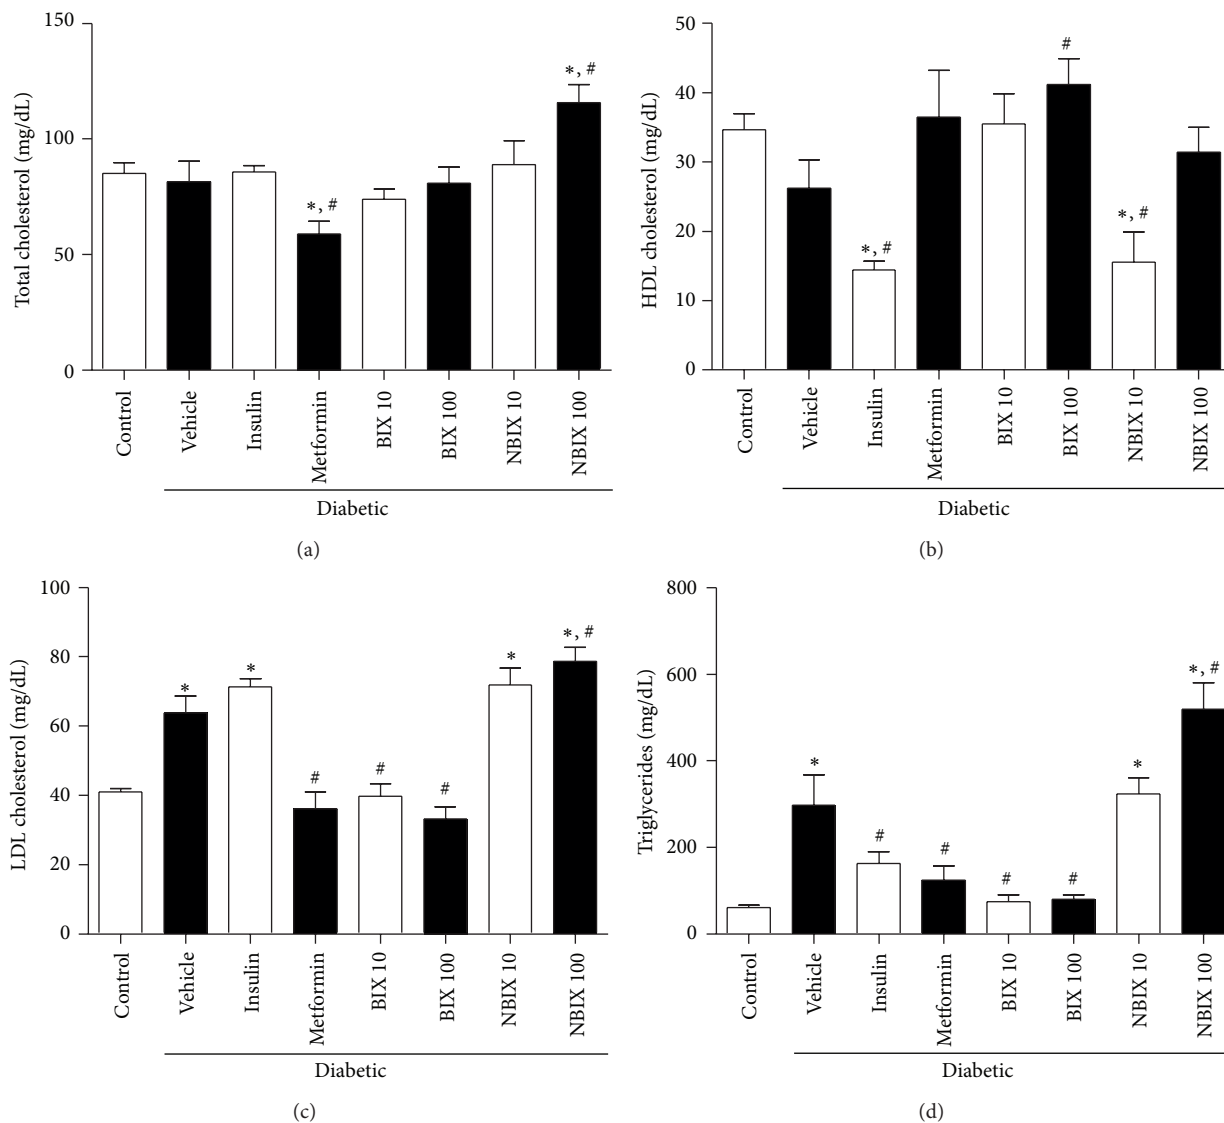 150
100
50
0
Total cholesterol (mg/dL)
*, #
*, #
Control
Vehicle
Insulin
Metformin
BIX 10
BIX 100
NBIX 10
NBIX 100
Diabetic
(a)
50
40
30
20
10
0
HDL cholesterol (mg/dL)
*, #
#
*, #
Control
Vehicle
Insulin
Metformin
BIX 10
BIX 100
NBIX 10
NBIX 100
Diabetic
(b)
100
80
60
40
20
0
LDL cholesterol (mg/dL)
*
*
#
#
#
*
*, #
Control
Vehicle
Insulin
Metformin
BIX 10
BIX 100
NBIX 10
NBIX 100
Diabetic
(c)
800
600
400
200
0
Triglycerides (mg/dL)
*
#
#
#
#
*
*, #
Control
Vehicle
Insulin
Metformin
BIX 10
BIX 100
NBIX 10
NBIX 100
Diabetic
(d)